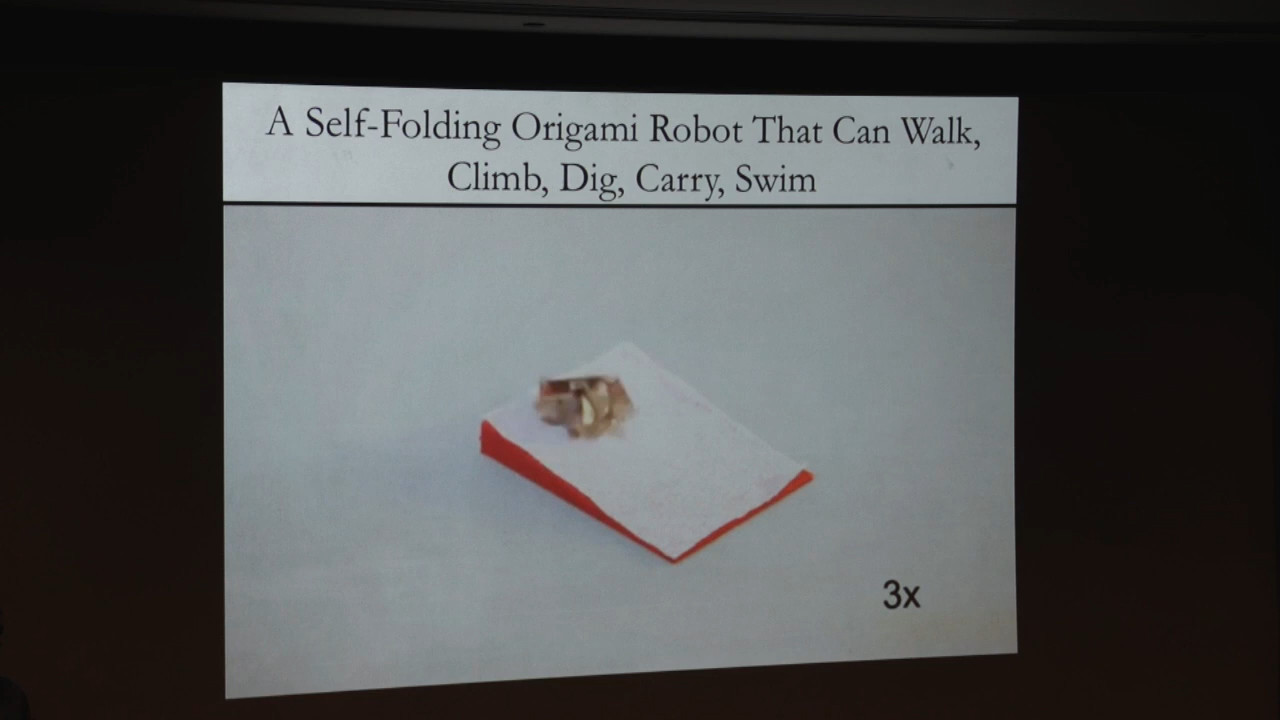 A Self-Folding Origami Robot That Can Walk,
Climb, Dig, Carry, Swim
3x